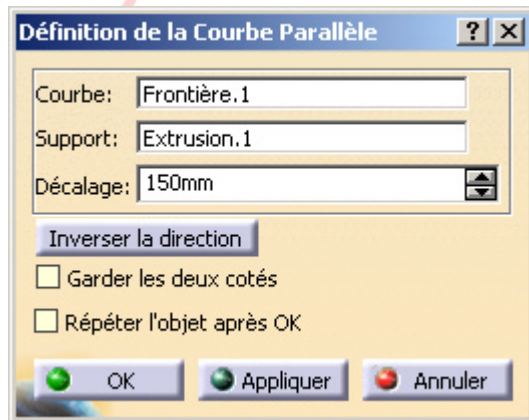 Définition de la Courbe Parallèle ? X
Courbe: Frontière.1
Support: Extrusion.1
Décalage: 150mm
Inverser la direction
Garder les deux cotés
Répéter l'objet après OK
OK Appliquer Annuler